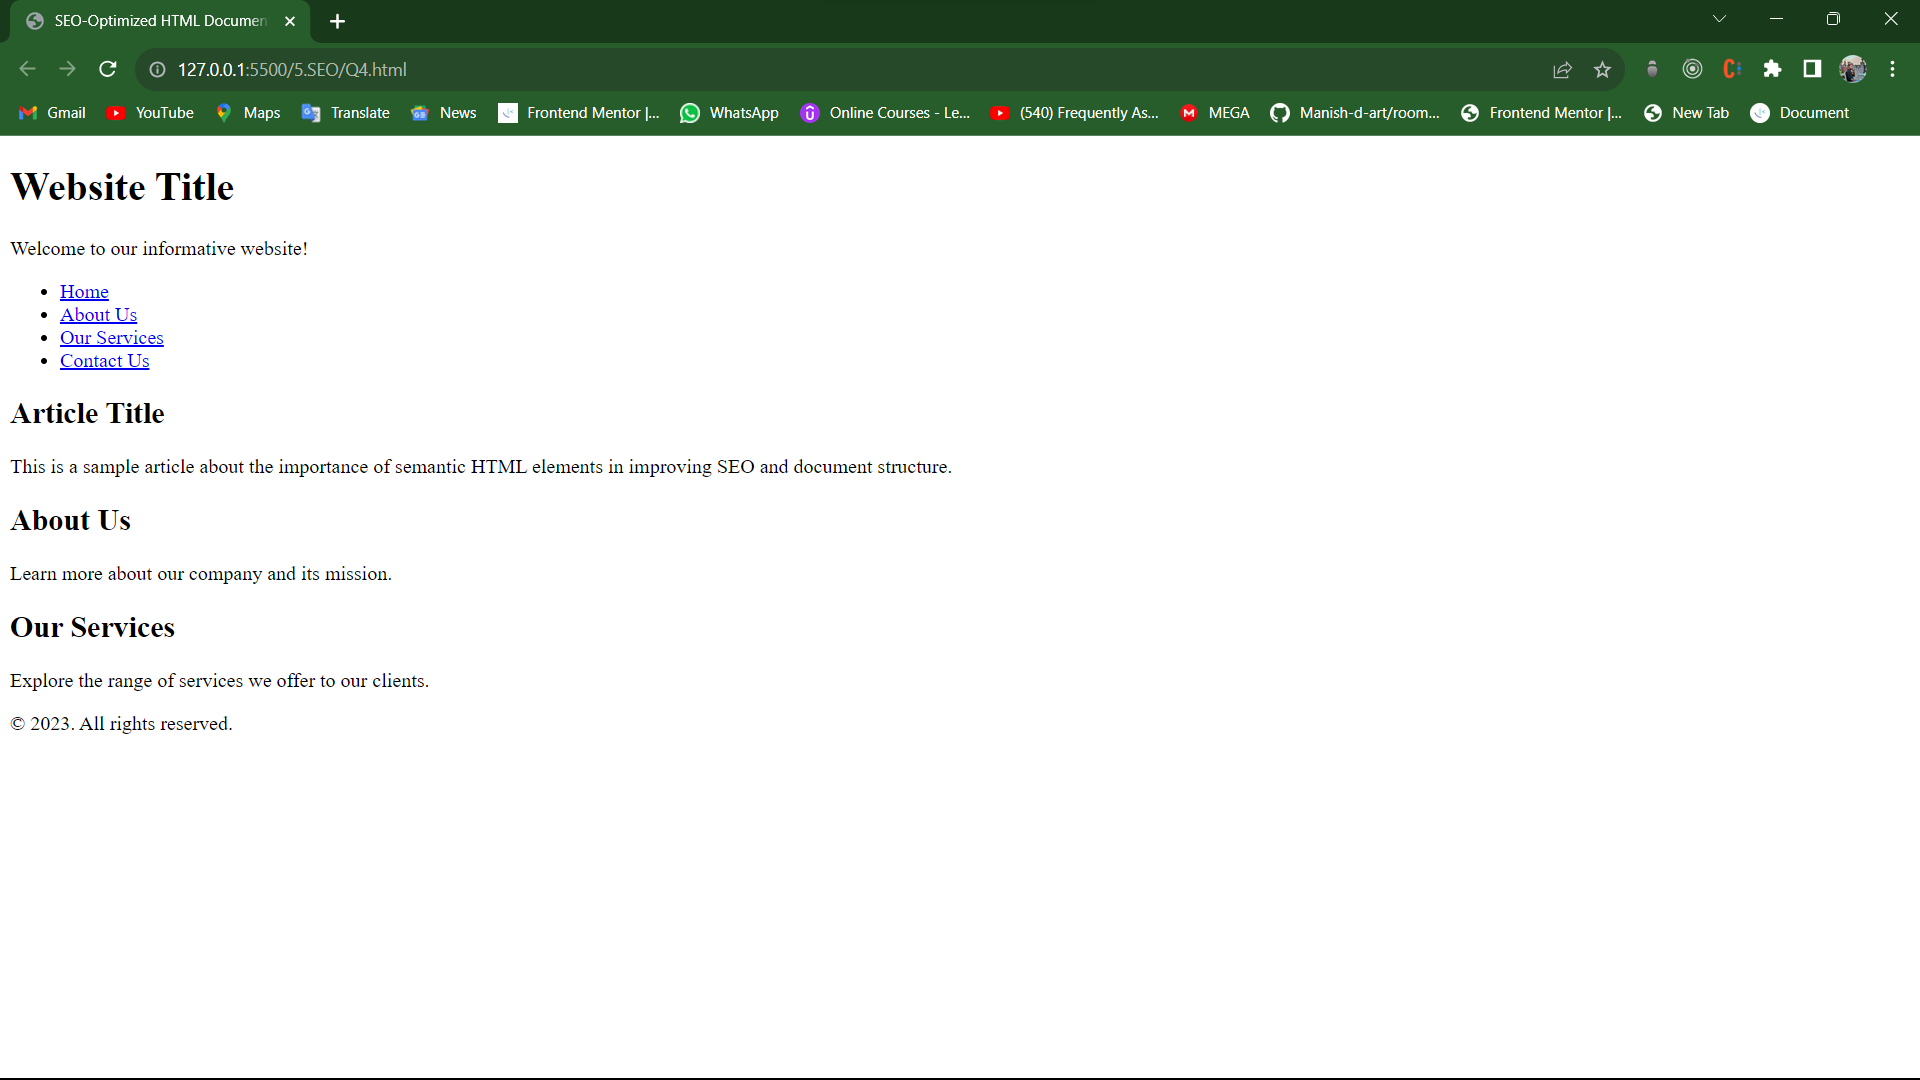 SEO-Optimized HTML Documen
127.0.0.1:5500/5.SEO/Q4.html
Gmail YouTube Maps Translate News Frontend Mentor |... WhatsApp Online Courses - Le... (540) Frequently As... MEGA Manish-d-art/room... Frontend Mentor |... New Tab Document
Website Title
Welcome to our informative website!
• Home
• About Us
• Our Services
• Contact Us
Article Title
This is a sample article about the importance of semantic HTML elements in improving SEO and document structure.
About Us
Learn more about our company and its mission.
Our Services
Explore the range of services we offer to our clients.
© 2023. All rights reserved.